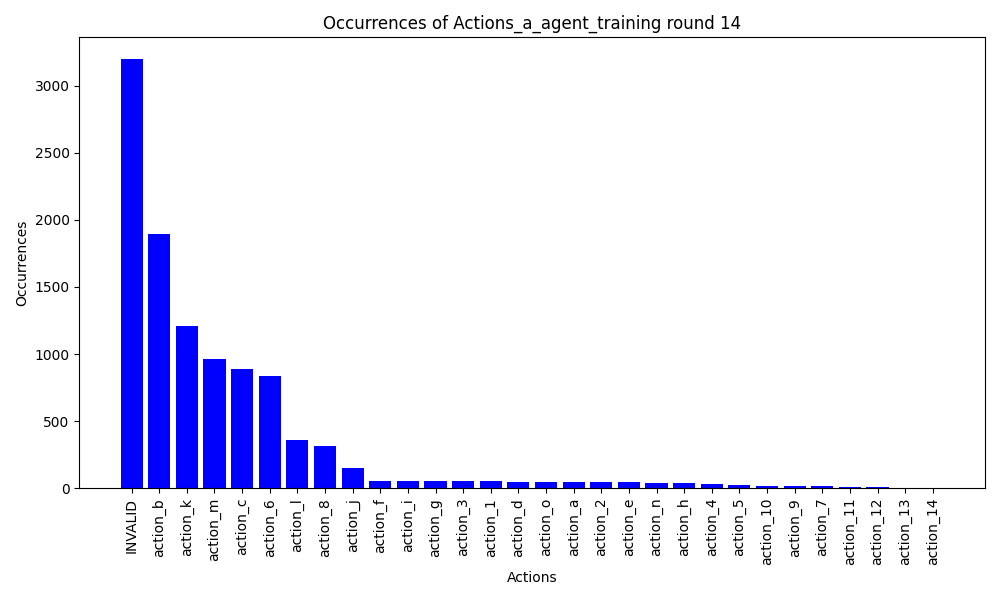 Occurrences of Actions_a_agent_training round 14
Occurrences
3000
2500
2000
1500
1000
500
0
INVALID
action_b
action_k
action_m
action_c
action_6
action_l
action_8
action_j
action_f
action_i
action_g
action_3
action_1
action_d
action_o
action_a
action_2
action_e
action_n
action_h
action_4
action_5
action_10
action_9
action_7
action_11
action_12
action_13
action_14
Actions